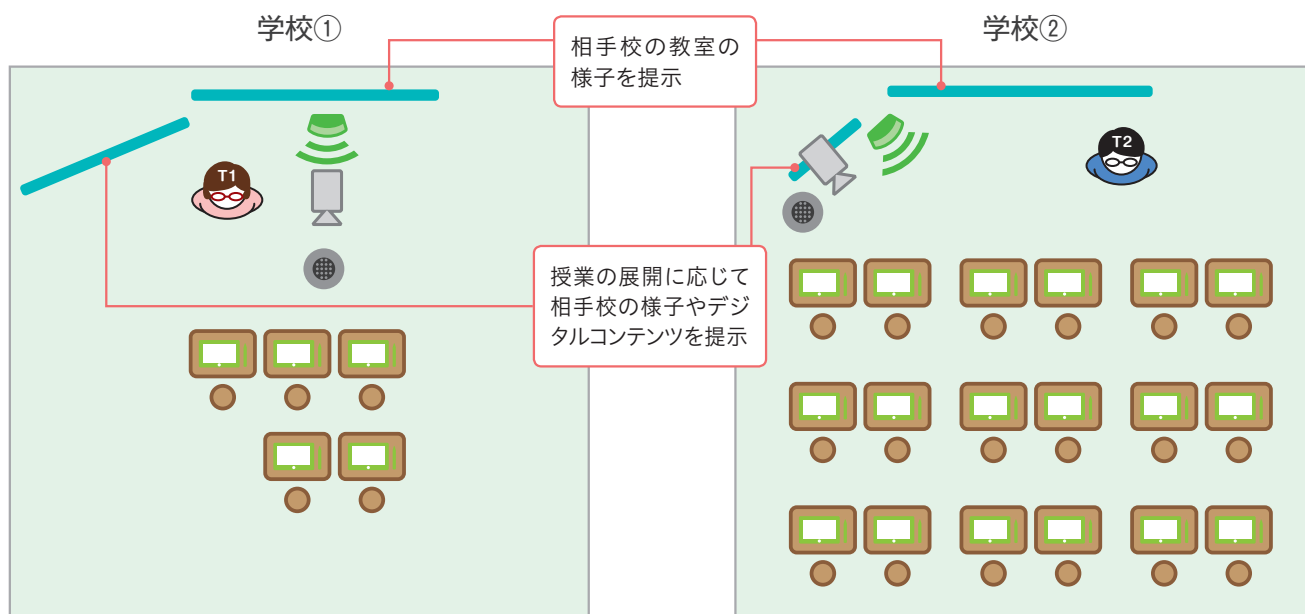 学校①
学校②
相手校の教室の
様子を提示
T1
T2
授業の展開に応じて
相手校の様子やデジ
タルコンテンツを提示